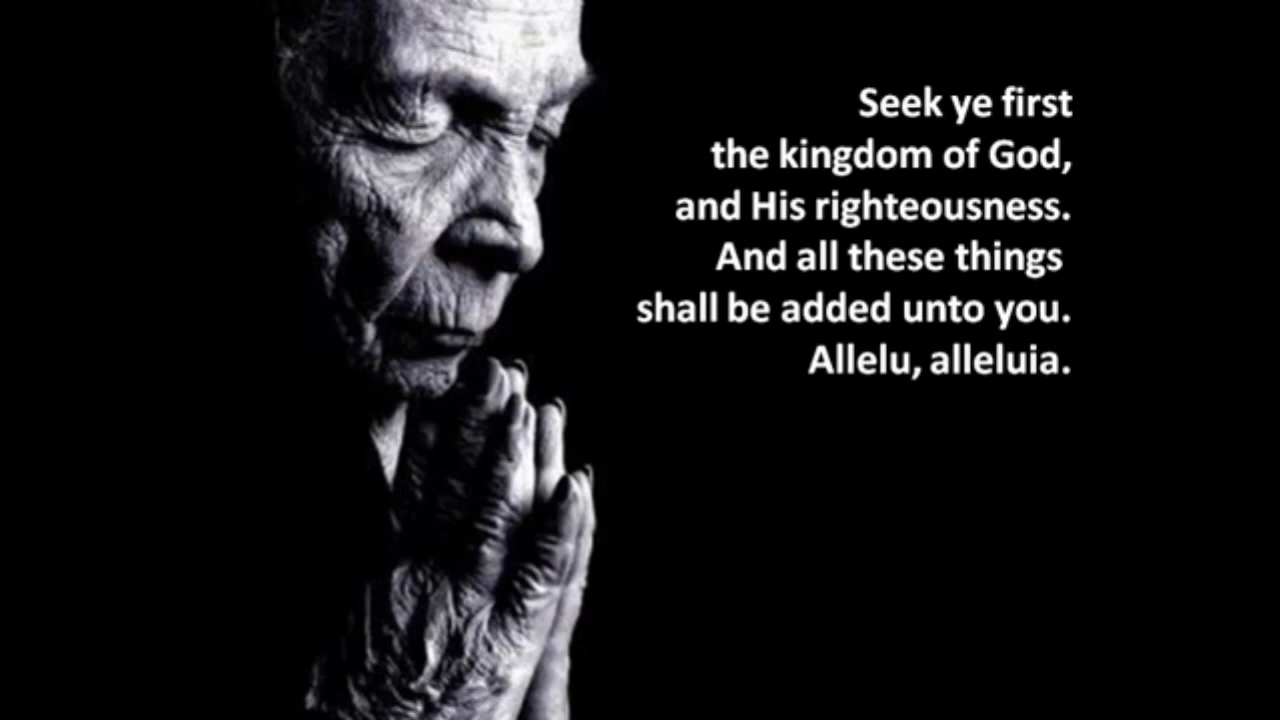 Seek ye first
the kingdom of God,
and His righteousness.
And all these things
shall be added unto you.
Allelu, alleluia.